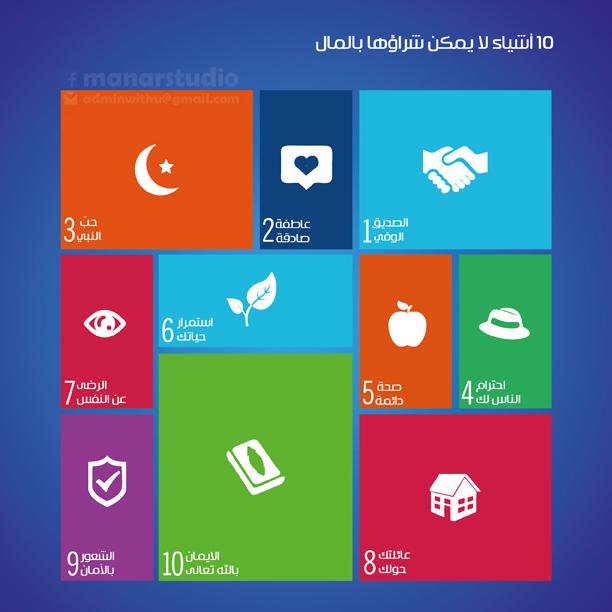 10 أشياء لا يمكن شراؤها بالمال
manarstudio
adminwithu@gmail.com
1 الصديق
الوفي
2 عاطفة
صادقة
3 حبّ
النبي
4 احترام
الناس لك
5 صحة
دائمة
6 استمرار
حياتك
7 الرضى
عن النفس
8 عائلتك
حولك
9 الشعور
بالأمان
10 الايمان
بالله تعالى